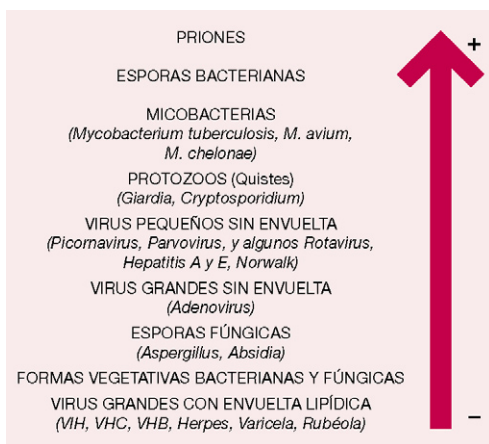 PRIONES
+
ESPORAS BACTERIANAS
MICOBACTERIAS
(Mycobacterium tuberculosis, M. avium,
M. chelonae)
PROTOZOOS (Quistes)
(Giardia, Cryptosporidium)
VIRUS PEQUEÑOS SIN ENVUELTA
(Picornavirus, Parvovirus, y algunos Rotavirus,
Hepatitis A y E, Norwalk)
VIRUS GRANDES SIN ENVUELTA
(Adenovirus)
ESPORAS FÚNGICAS
(Aspergillus, Absidia)
FORMAS VEGETATIVAS BACTERIANAS Y FÚNGICAS
VIRUS GRANDES CON ENVUELTA LIPÍDICA
(VIH, VHC, VHB, Herpes, Varicela, Rubéola)
–